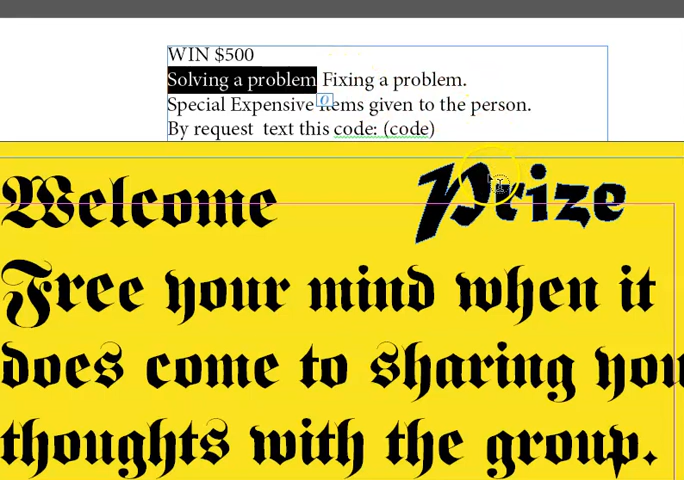 WIN $500
Solving a problem Fixing a problem.
Special Expensive Items given to the person.
By request text this code: (code)
Welcome Prize
Free your mind when it
does come to sharing you
thoughts with the group.